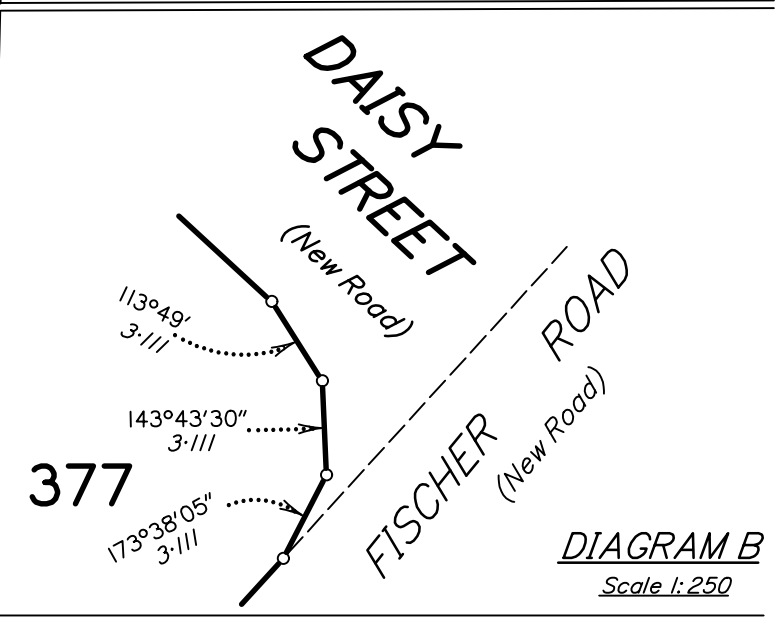 DAISY
STREET
(New Road)
113°49'
3·111
143°43'30"
3·111
377
173°38'05"
3·111
FISCHER ROAD
(New Road)
DIAGRAM B
Scale 1:250